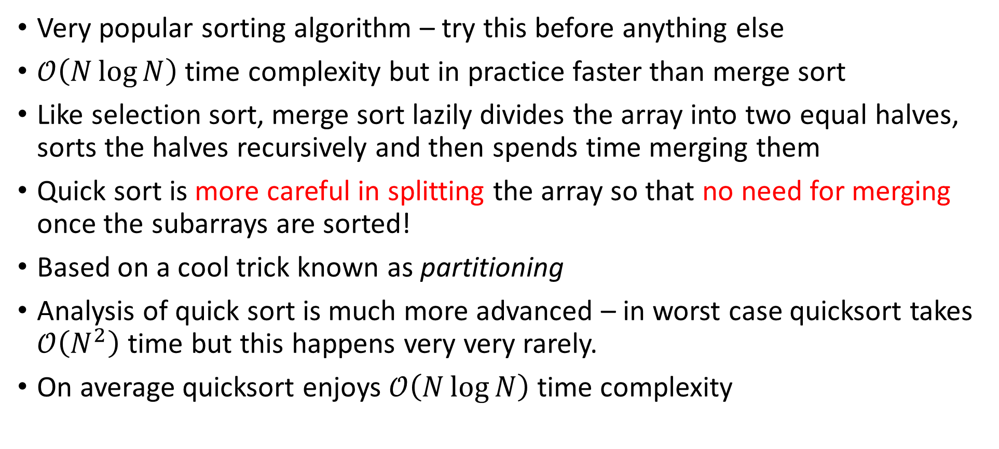 • Very popular sorting algorithm – try this before anything else
• 𝒪(N log N) time complexity but in practice faster than merge sort
• Like selection sort, merge sort lazily divides the array into two equal halves,
sorts the halves recursively and then spends time merging them
• Quick sort is more careful in splitting the array so that no need for merging
once the subarrays are sorted!
• Based on a cool trick known as partitioning
• Analysis of quick sort is much more advanced – in worst case quicksort takes
𝒪(N²) time but this happens very very rarely.
• On average quicksort enjoys 𝒪(N log N) time complexity